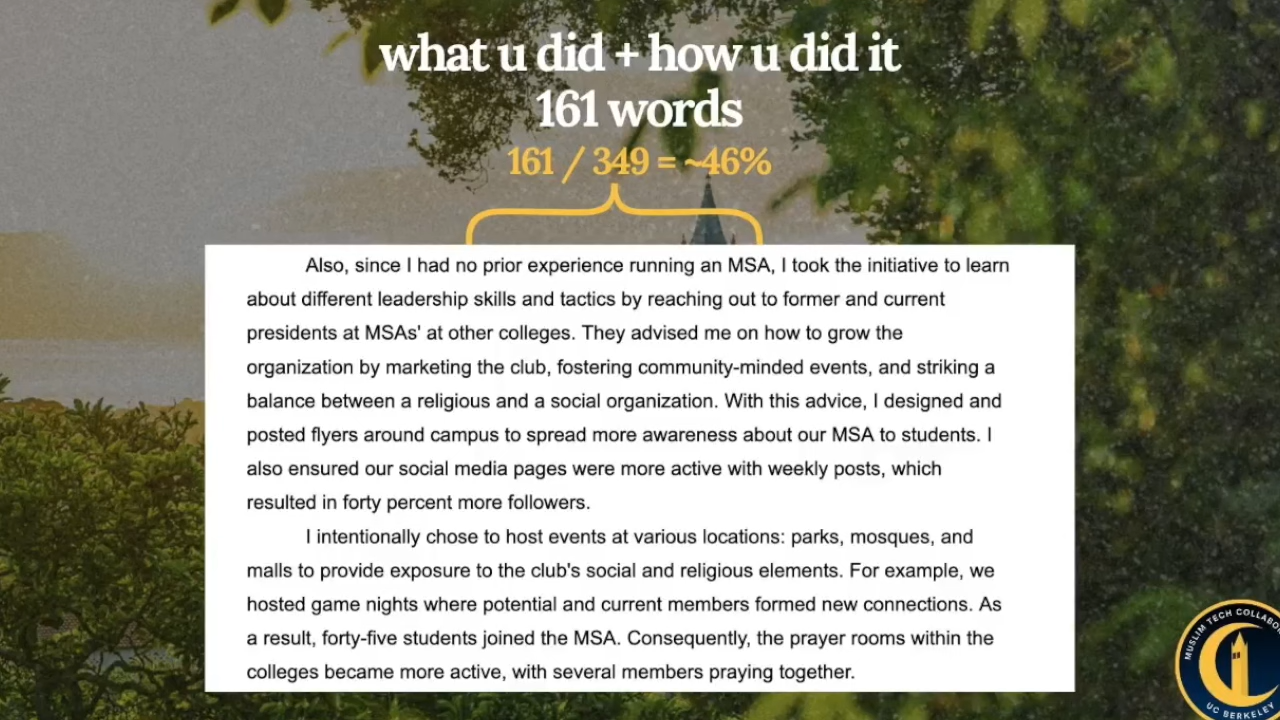 what u did + how u did it
161 words
161 / 349 = ~46%
Also, since I had no prior experience running an MSA, I took the initiative to learn
about different leadership skills and tactics by reaching out to former and current
presidents at MSAs' at other colleges. They advised me on how to grow the
organization by marketing the club, fostering community-minded events, and striking a
balance between a religious and a social organization. With this advice, I designed and
posted flyers around campus to spread more awareness about our MSA to students. I
also ensured our social media pages were more active with weekly posts, which
resulted in forty percent more followers.
I intentionally chose to host events at various locations: parks, mosques, and
malls to provide exposure to the club's social and religious elements. For example, we
hosted game nights where potential and current members formed new connections. As
a result, forty-five students joined the MSA. Consequently, the prayer rooms within the
colleges became more active, with several members praying together.
MUSLIM TECH COLLABO
UC BERKELEY